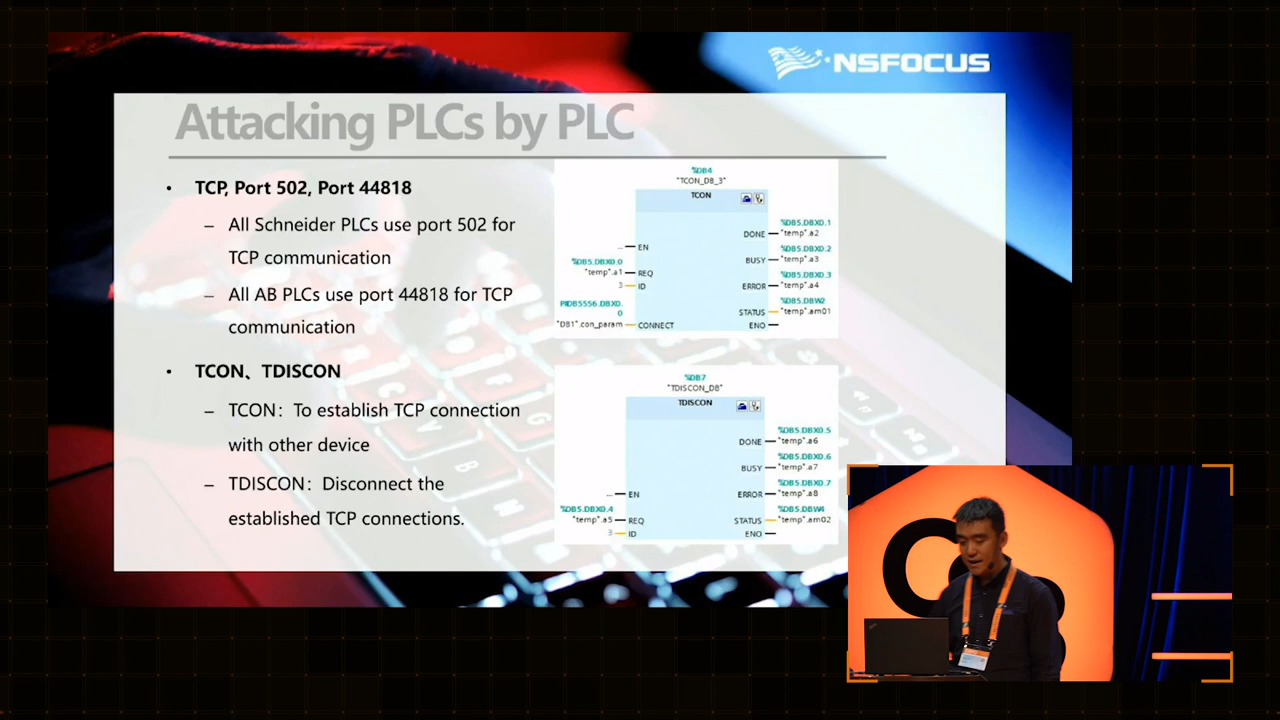 NSFOCUS
Attacking PLCs by PLC
• TCP, Port 502, Port 44818
– All Schneider PLCs use port 502 for
TCP communication
– All AB PLCs use port 44818 for TCP
communication
• TCON、TDISCON
– TCON：To establish TCP connection
with other device
– TDISCON：Disconnect the
established TCP connections.
%DB4
"TCON_DB_3"
TCON
%DB5.DBX0.1
DONE "temp".a2
%DB5.DBX0.2
... EN
BUSY "temp".a3
%DB5.DBX0.0
%DB5.DBX0.3
"temp".a1 REQ
ERROR "temp".a4
3 ID
%DB5.DBW2
P#DB5556.DBX0.
0
STATUS "temp".am01
"DB1".con_param CONNECT
ENO
%DB7
"TDISCON_DB"
TDISCON
%DB5.DBX0.5
DONE "temp".a6
%DB5.DBX0.6
BUSY "temp".a7
%DB5.DBX0.7
... EN
ERROR "temp".a8
%DB5.DBX0.4
%DB5.DBW4
"temp".a5 REQ
STATUS "temp".am02
3 ID
ENO